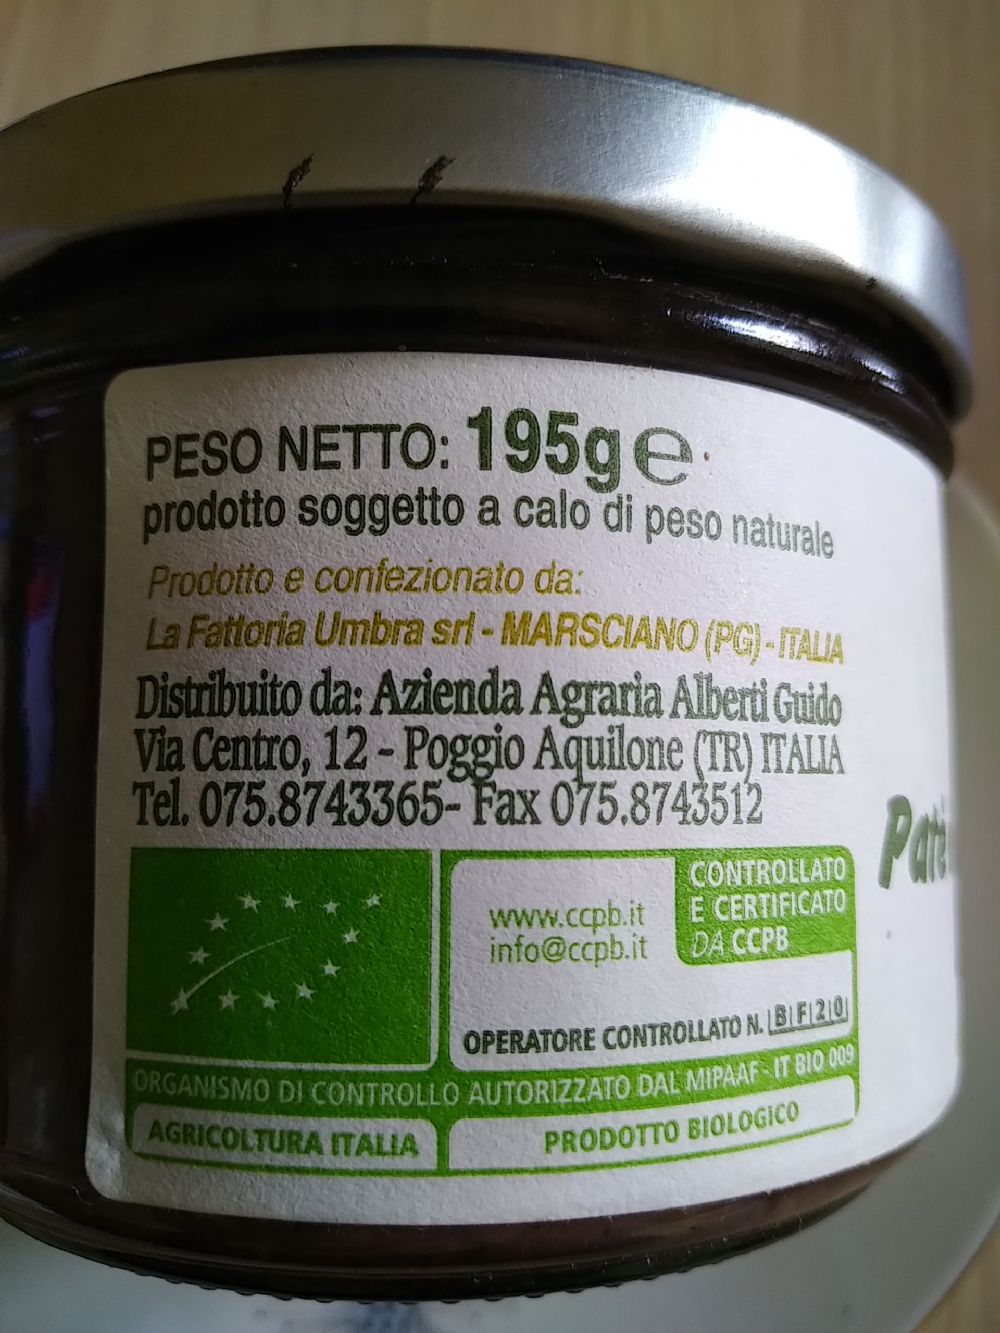 PESO NETTO: 195g e
prodotto soggetto a calo di peso naturale
Prodotto e confezionato da:
La Fattoria Umbra srl - MARSCIANO (PG) - ITALIA
Distribuito da: Azienda Agraria Alberti Guido
Via Centro, 12 - Poggio Aquilone (TR) ITALIA
Tel. 075.8743365- Fax 075.8743512
Patè
www.ccpb.it
info@ccpb.it
CONTROLLATO
E CERTIFICATO
DA CCPB
OPERATORE CONTROLLATO N. |B|F|2|0|
ORGANISMO DI CONTROLLO AUTORIZZATO DAL MIPAAF - IT BIO 009
AGRICOLTURA ITALIA
PRODOTTO BIOLOGICO